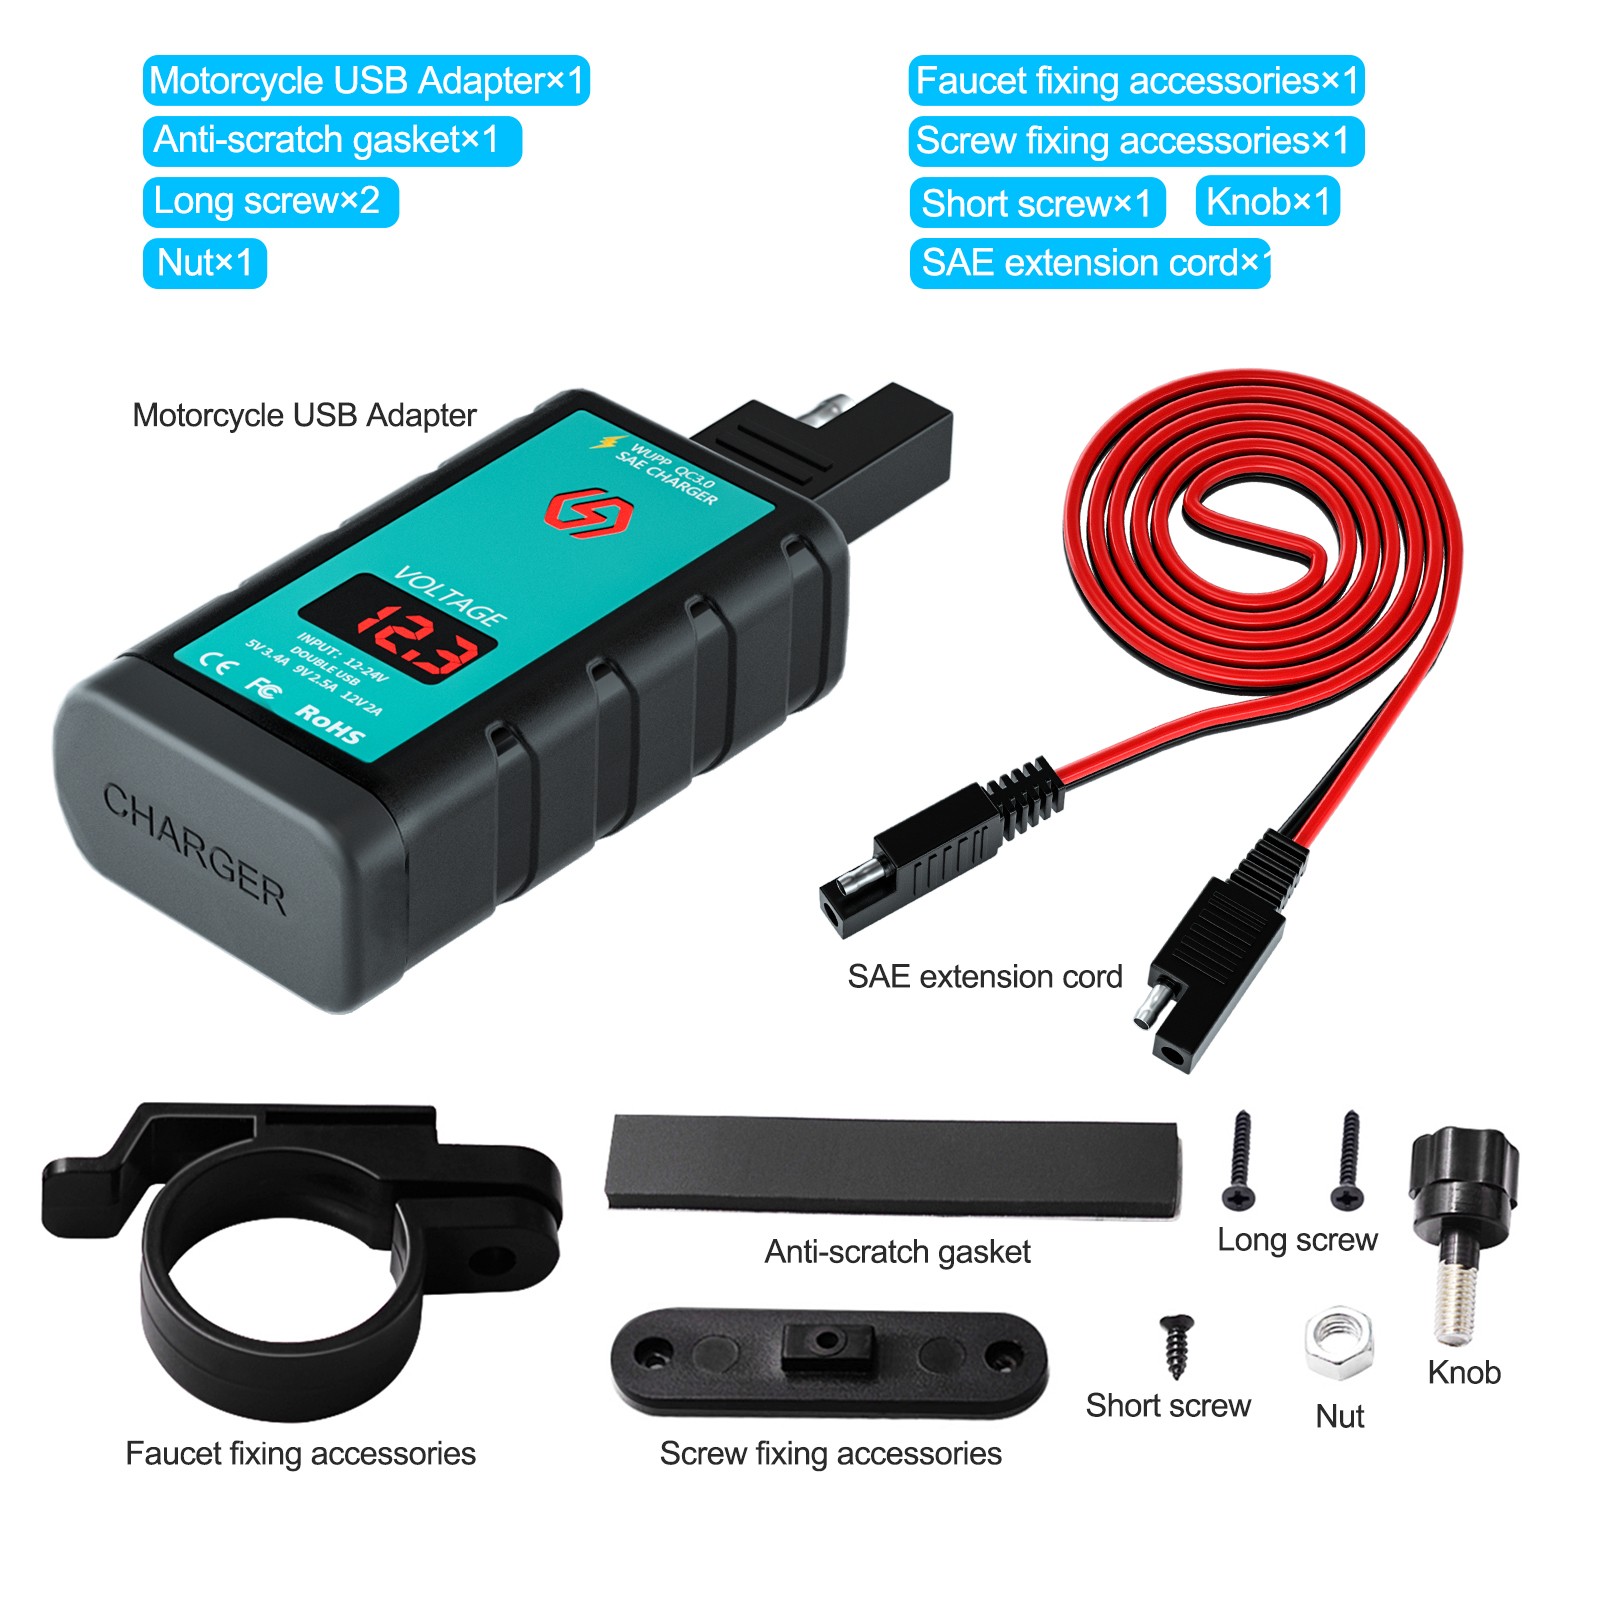 Motorcycle USB Adapter×1
Anti-scratch gasket×1
Long screw×2
Nut×1
Faucet fixing accessories×1
Screw fixing accessories×1
Short screw×1
Knob×1
SAE extension cord×1
Motorcycle USB Adapter
WUPP QC3.0
SAE CHARGER
VOLTAGE
12.3
INPUT: 12-24V
DOUBLE USB
5V3.4A 9V2.5A 12V2A
CE FC RoHS
CHARGER
SAE extension cord
Anti-scratch gasket
Long screw
Knob
Short screw
Nut
Faucet fixing accessories
Screw fixing accessories